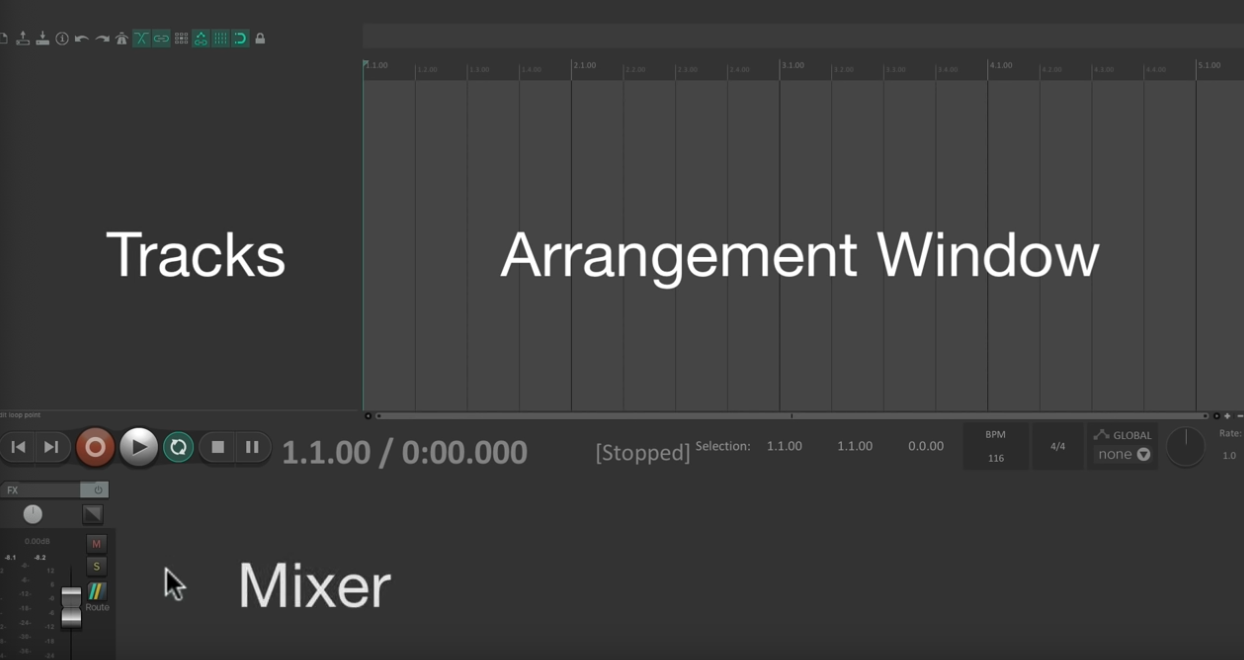 1.1.00 1.2.00 1.3.00 1.4.00 2.1.00 2.2.00 2.3.00 2.4.00 3.1.00 3.2.00 3.3.00 3.4.00 4.1.00 4.2.00 4.3.00 4.4.00 5.1.00
Tracks
Arrangement Window
dit loop point
1.1.00 / 0:00.000
[Stopped]
Selection: 1.1.00 1.1.00 0.0.00
BPM
116
4/4
GLOBAL
none
Rate:
1.0
FX
0.00dB
M
-8.1 -8.2
S
Route
Mixer